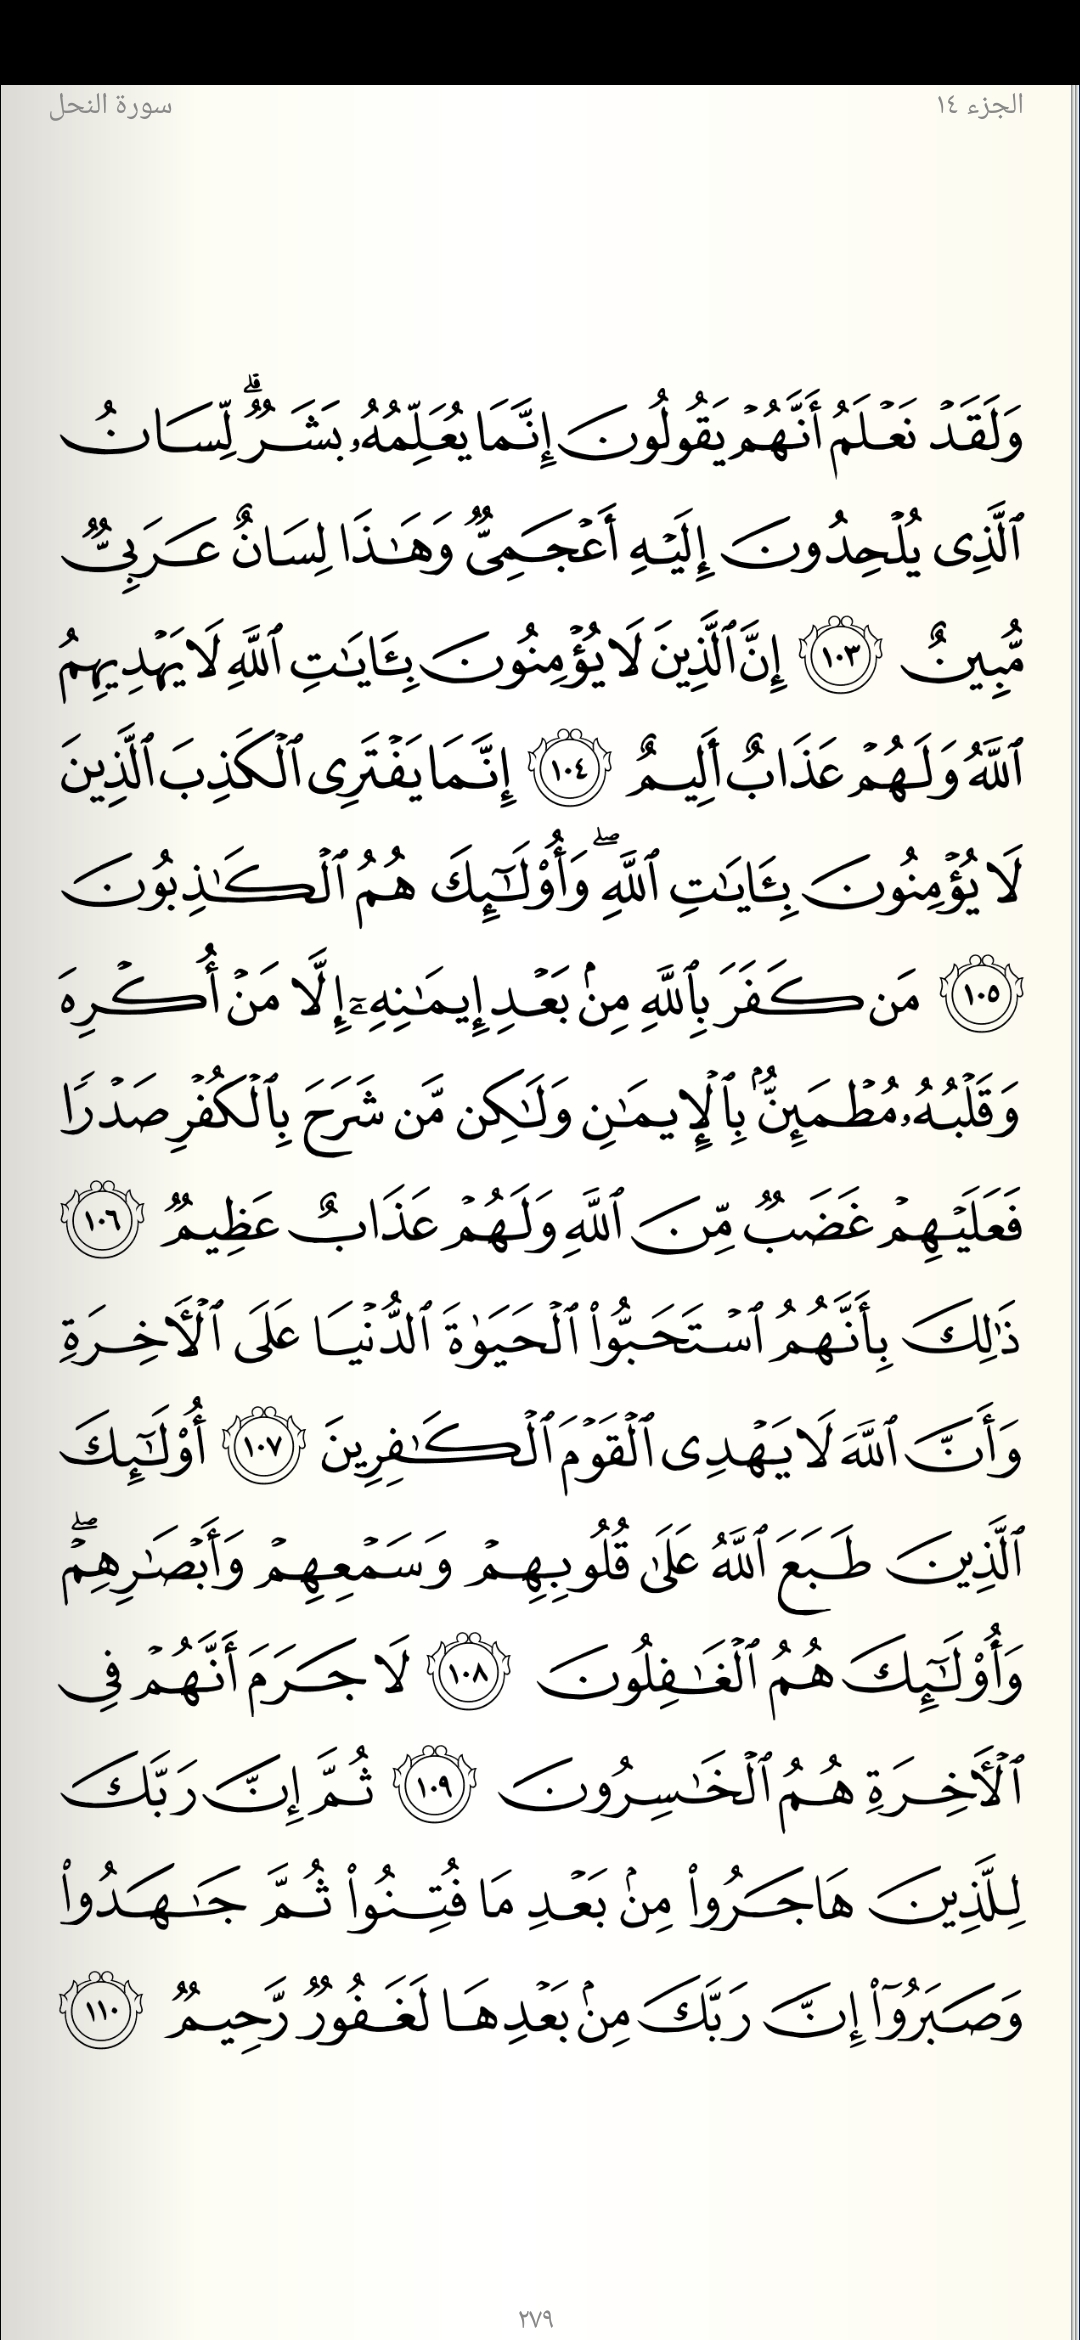 الجزء ١٤
سورة النحل
وَلَقَدۡ نَعۡلَمُ أَنَّهُمۡ يَقُولُونَ إِنَّمَا يُعَلِّمُهُۥ بَشَرٞۗ لِّسَانُ
ٱلَّذِي يُلۡحِدُونَ إِلَيۡهِ أَعۡجَمِيّٞ وَهَٰذَا لِسَانٌ عَرَبِيّٞ
مُّبِينٌ ١٠٣ إِنَّ ٱلَّذِينَ لَا يُؤۡمِنُونَ بِـَٔايَٰتِ ٱللَّهِ لَا يَهۡدِيهِمُ
ٱللَّهُ وَلَهُمۡ عَذَابٌ أَلِيمٌ ١٠٤ إِنَّمَا يَفۡتَرِي ٱلۡكَذِبَ ٱلَّذِينَ
لَا يُؤۡمِنُونَ بِـَٔايَٰتِ ٱللَّهِۖ وَأُوْلَٰٓئِكَ هُمُ ٱلۡكَٰذِبُونَ
١٠٥ مَن كَفَرَ بِٱللَّهِ مِنۢ بَعۡدِ إِيمَٰنِهِۦٓ إِلَّا مَنۡ أُكۡرِهَ
وَقَلۡبُهُۥ مُطۡمَئِنُّۢ بِٱلۡإِيمَٰنِ وَلَٰكِن مَّن شَرَحَ بِٱلۡكُفۡرِ صَدۡرٗا
فَعَلَيۡهِمۡ غَضَبٞ مِّنَ ٱللَّهِ وَلَهُمۡ عَذَابٌ عَظِيمٞ ١٠٦
ذَٰلِكَ بِأَنَّهُمُ ٱسۡتَحَبُّواْ ٱلۡحَيَوٰةَ ٱلدُّنۡيَا عَلَى ٱلۡأٓخِرَةِ
وَأَنَّ ٱللَّهَ لَا يَهۡدِي ٱلۡقَوۡمَ ٱلۡكَٰفِرِينَ ١٠٧ أُوْلَٰٓئِكَ
ٱلَّذِينَ طَبَعَ ٱللَّهُ عَلَىٰ قُلُوبِهِمۡ وَسَمۡعِهِمۡ وَأَبۡصَٰرِهِمۡۖ
وَأُوْلَٰٓئِكَ هُمُ ٱلۡغَٰفِلُونَ ١٠٨ لَا جَرَمَ أَنَّهُمۡ فِي
ٱلۡأٓخِرَةِ هُمُ ٱلۡخَٰسِرُونَ ١٠٩ ثُمَّ إِنَّ رَبَّكَ
لِلَّذِينَ هَاجَرُواْ مِنۢ بَعۡدِ مَا فُتِنُواْ ثُمَّ جَٰهَدُواْ
وَصَبَرُوٓاْ إِنَّ رَبَّكَ مِنۢ بَعۡدِهَا لَغَفُورٞ رَّحِيمٞ ١١٠
٢٧٩